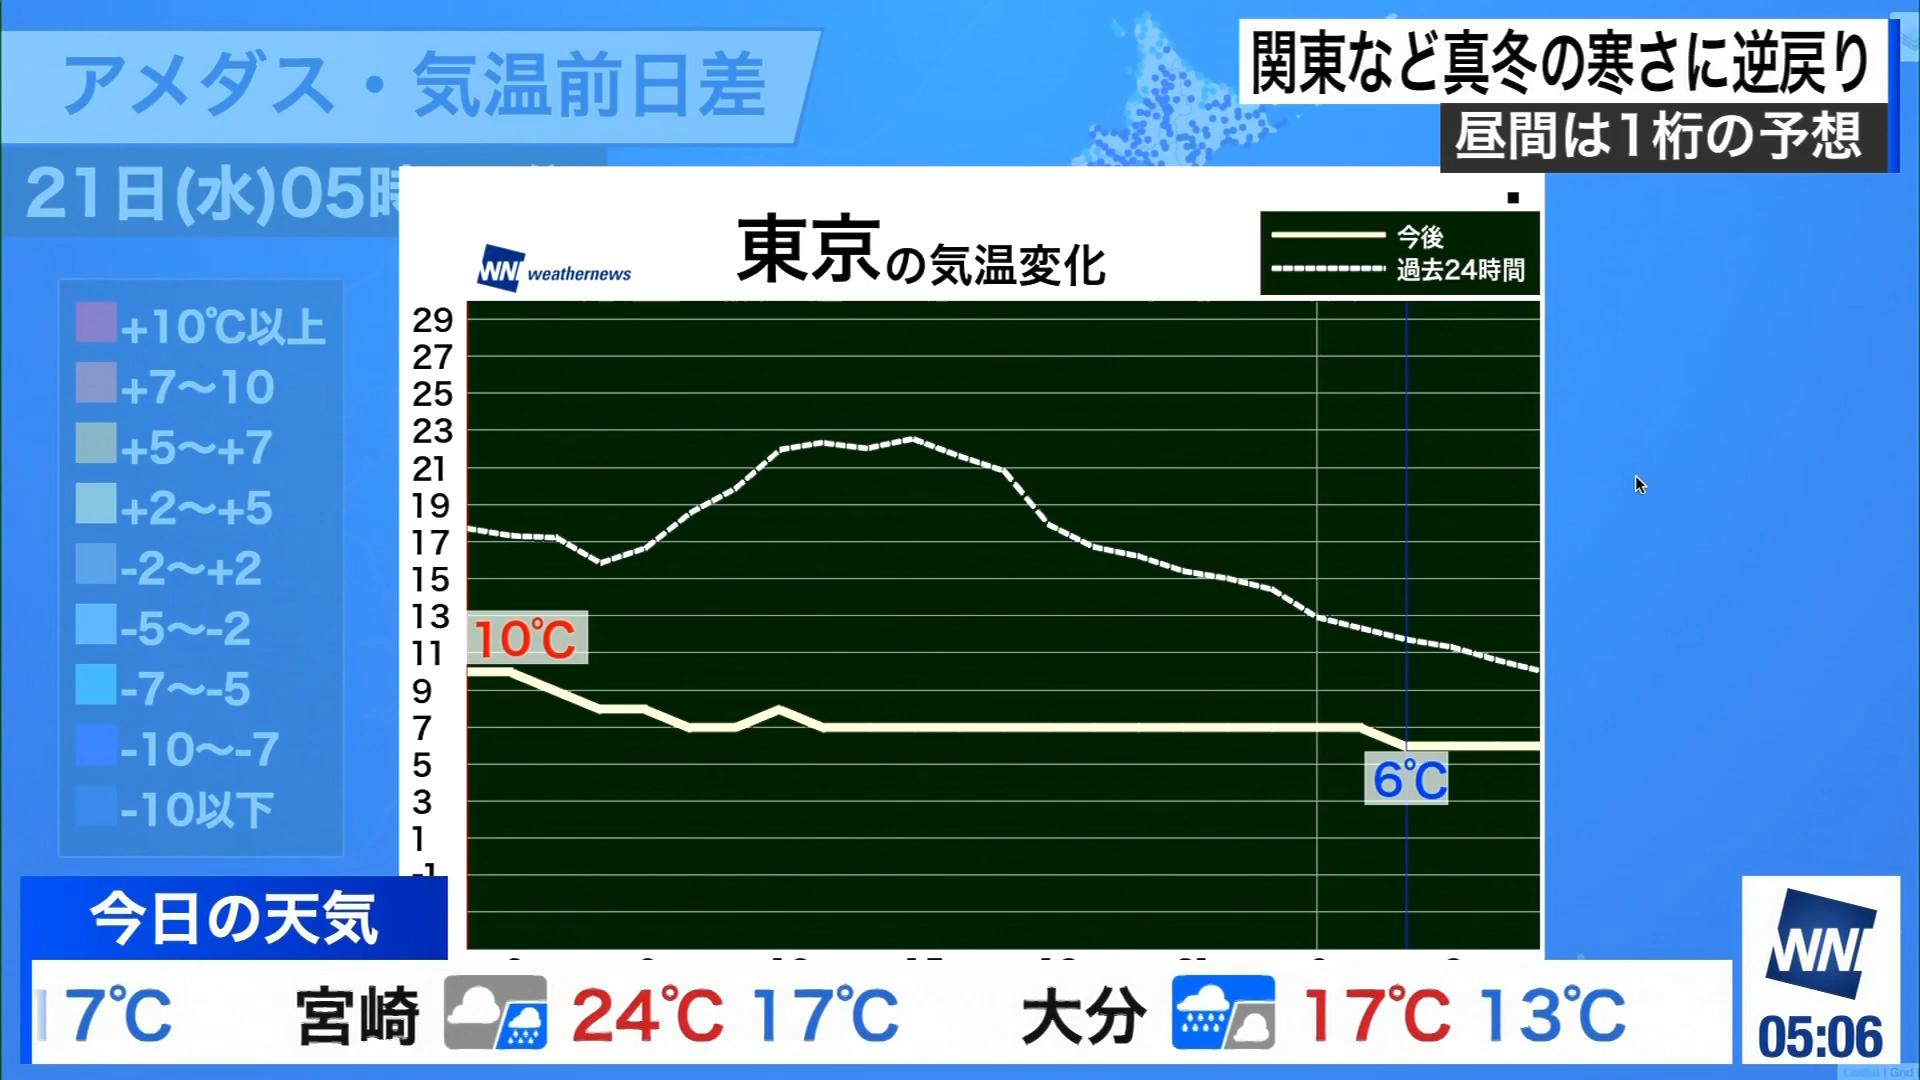 アメダス・気温前日差
関東など真冬の寒さに逆戻り
昼間は1桁の予想
21日(水)05時
+10℃以上
+7〜10
+5〜+7
+2〜+5
-2〜+2
-5〜-2
-7〜-5
-10〜-7
-10以下
WNI weathernews
東京の気温変化
今後
過去24時間
29
27
25
23
21
19
17
15
13
11
9
7
5
3
1
-1
10℃
6℃
今日の天気
7℃ 宮崎 24℃ 17℃ 大分 17℃ 13℃
WNI
05:06